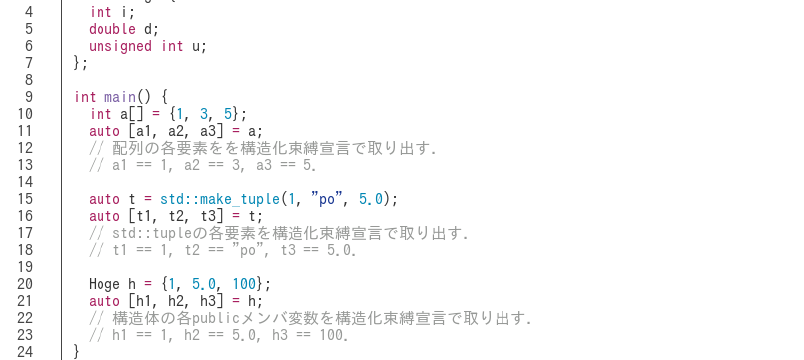 4 int i;
5 double d;
6 unsigned int u;
7 };
8
9 int main() {
10 int a[] = {1, 3, 5};
11 auto [a1, a2, a3] = a;
12 // 配列の各要素をを構造化束縛宣言で取り出す.
13 // a1 == 1, a2 == 3, a3 == 5.
14
15 auto t = std::make_tuple(1, "po", 5.0);
16 auto [t1, t2, t3] = t;
17 // std::tupleの各要素を構造化束縛宣言で取り出す.
18 // t1 == 1, t2 == "po", t3 == 5.0.
19
20 Hoge h = {1, 5.0, 100};
21 auto [h1, h2, h3] = h;
22 // 構造体の各publicメンバ変数を構造化束縛宣言で取り出す.
23 // h1 == 1, h2 == 5.0, h3 == 100.
24 }